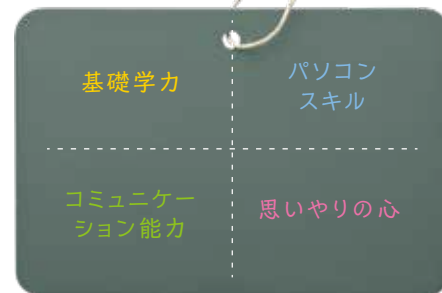 基礎学力
パソコン
スキル
コミュニケー
ション能力
思いやりの心